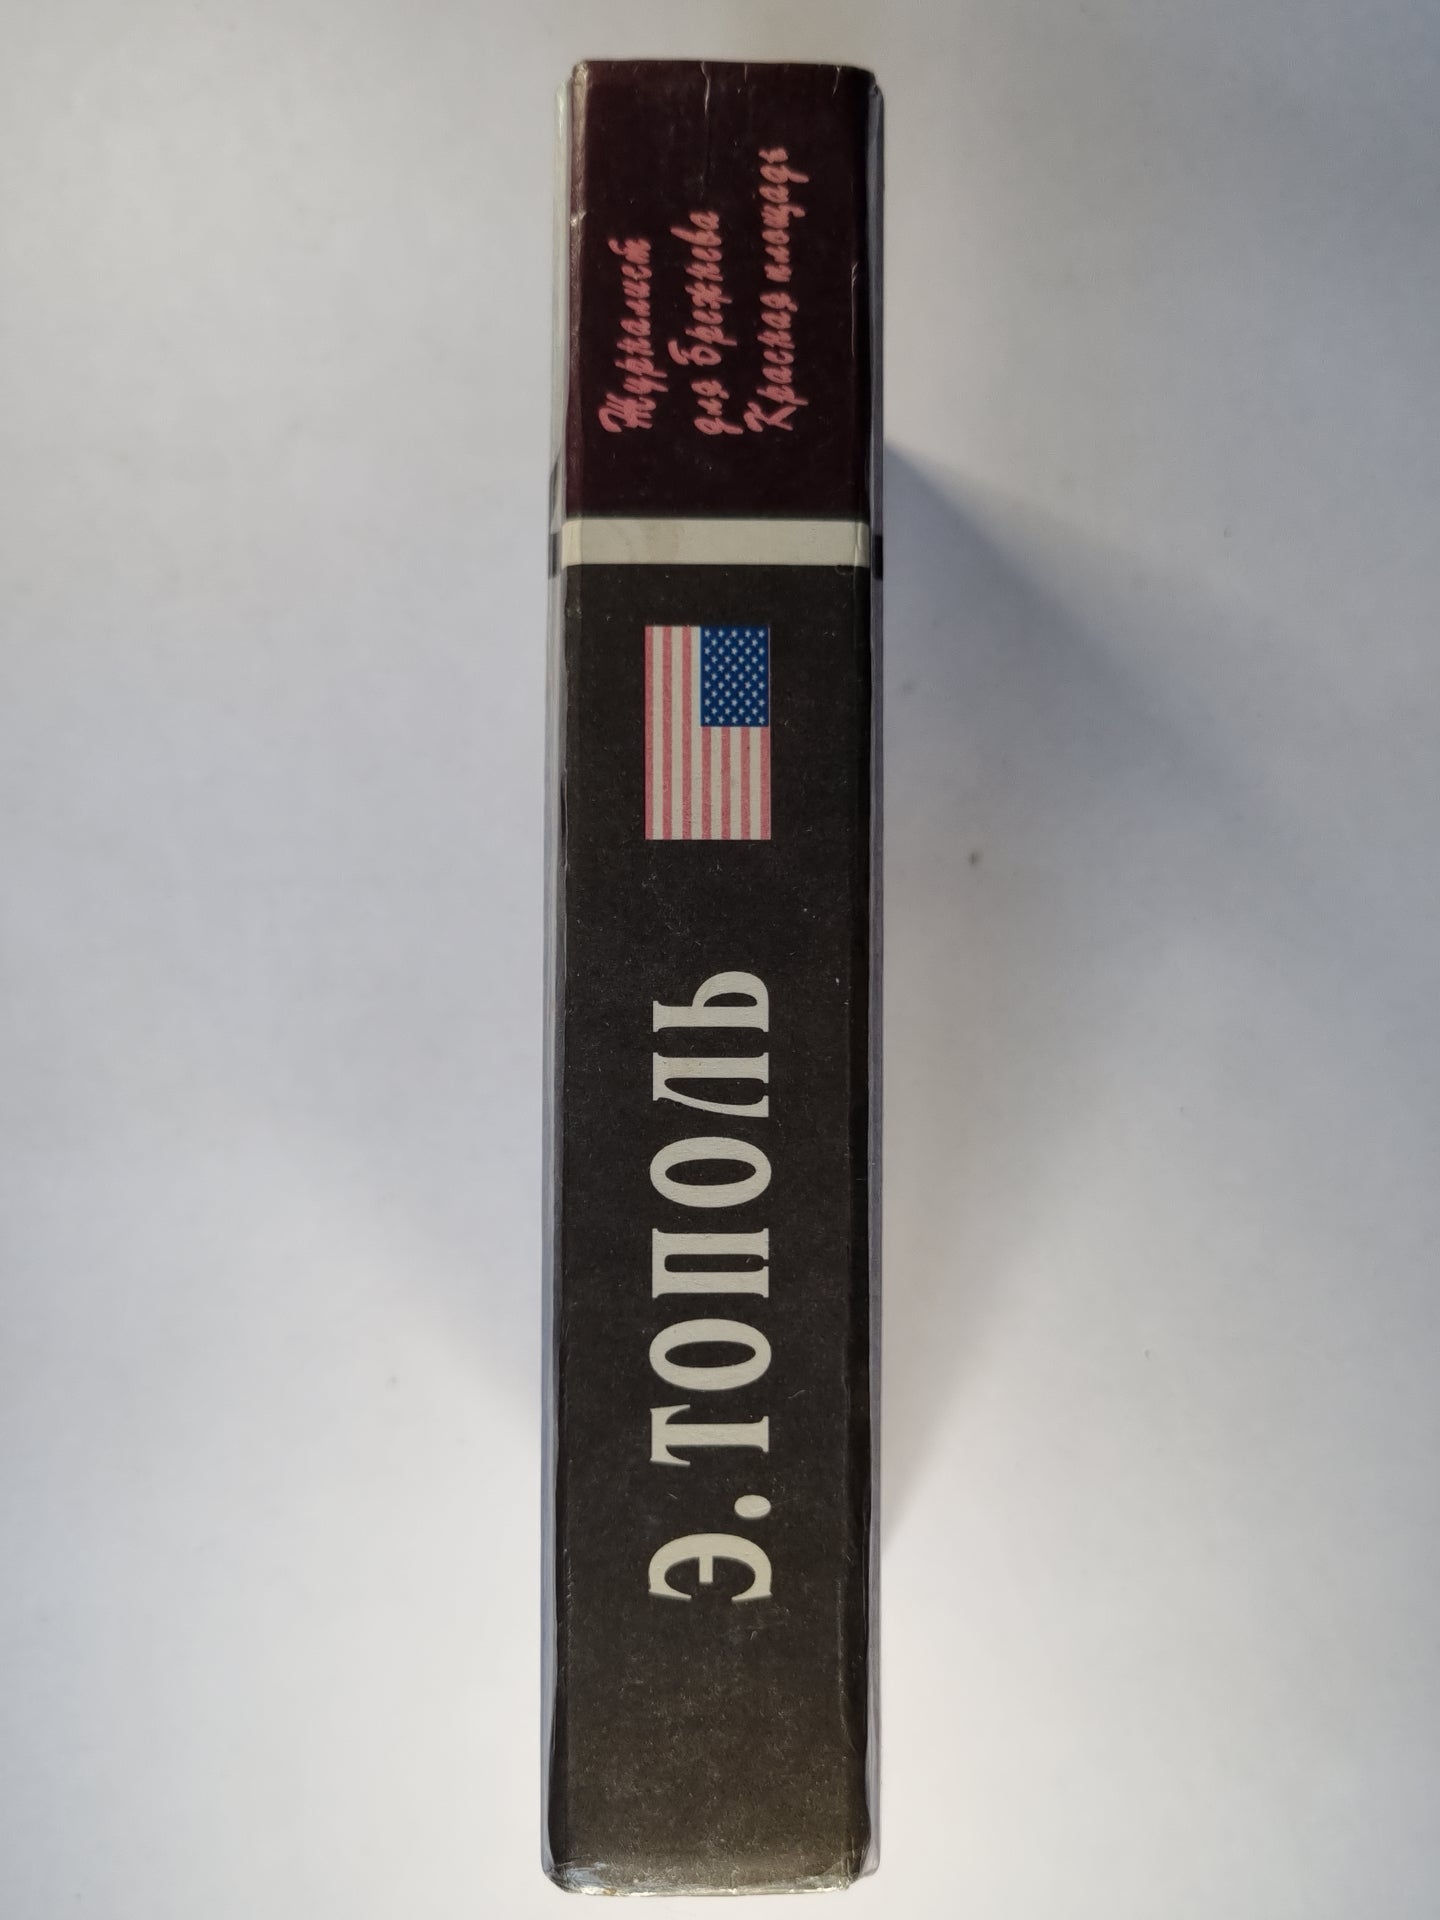 Э. ТОПОЛЬ
Журналист
для Брежнева
Красная площадь